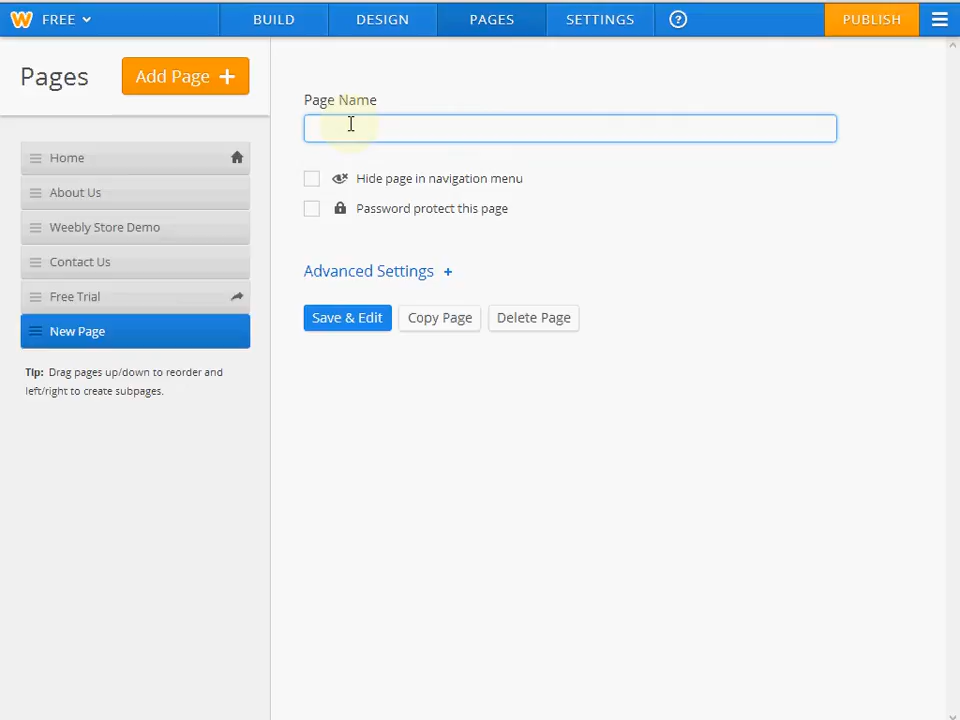 FREE BUILD DESIGN PAGES SETTINGS ? PUBLISH
Pages Add Page +
Page Name
Home
About Us
Weebly Store Demo
Contact Us
Free Trial
New Page
Tip: Drag pages up/down to reorder and
left/right to create subpages.
Hide page in navigation menu
Password protect this page
Advanced Settings +
Save & Edit Copy Page Delete Page